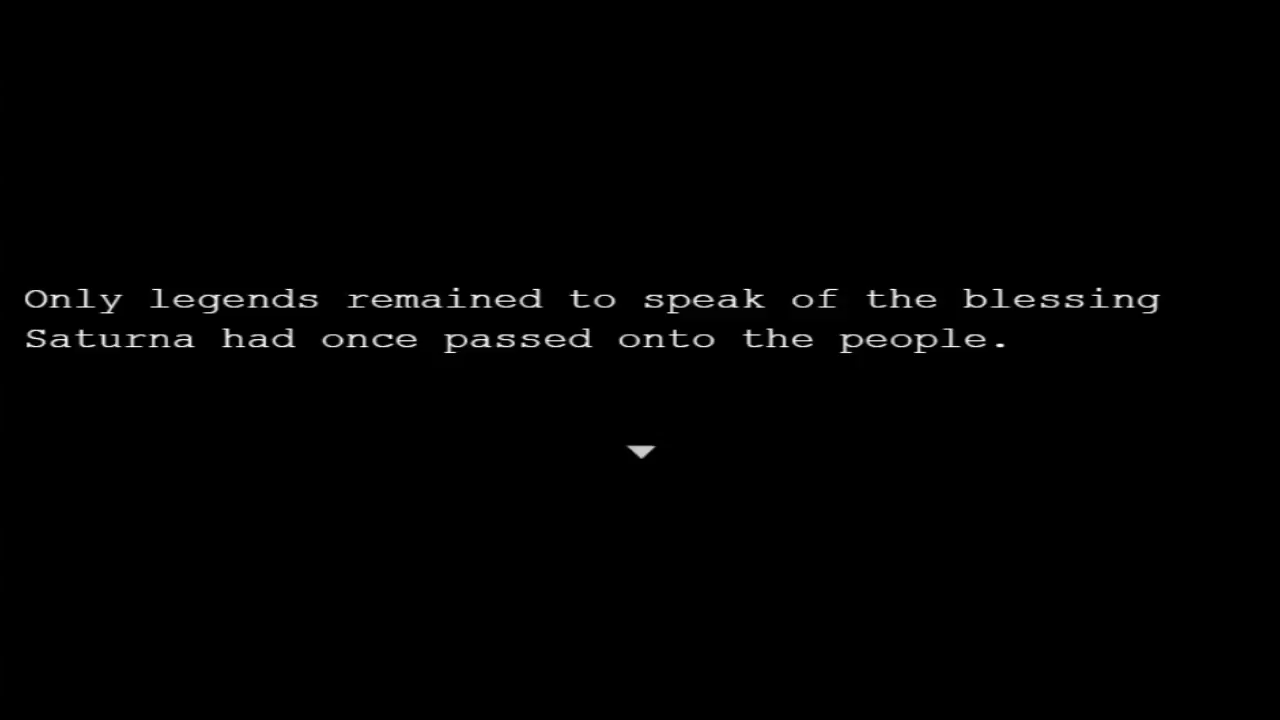 Only legends remained to speak of the blessing
Saturna had once passed onto the people.